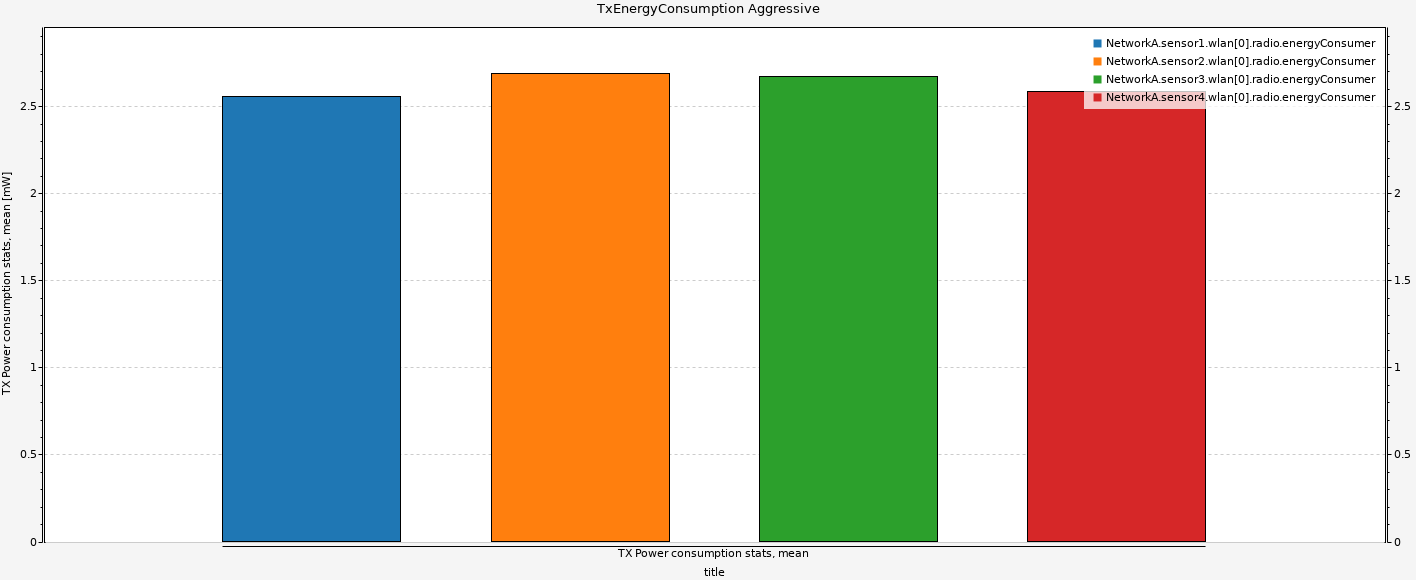 TxEnergyConsumption Aggressive
NetworkA.sensor1.wlan[0].radio.energyConsumer
NetworkA.sensor2.wlan[0].radio.energyConsumer
NetworkA.sensor3.wlan[0].radio.energyConsumer
NetworkA.sensor4.wlan[0].radio.energyConsumer
TX Power consumption stats, mean [mW]
2.5
2
1.5
1
0.5
0
2.5
2
1.5
1
0.5
0
TX Power consumption stats, mean
title